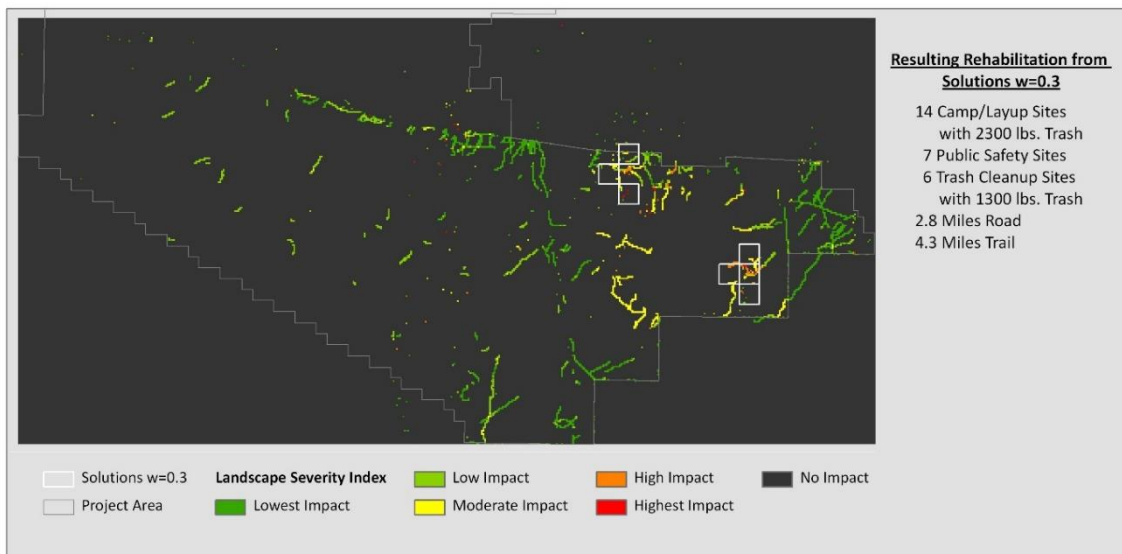 Resulting Rehabilitation from
Solutions w=0.3
14 Camp/Layup Sites
with 2300 lbs. Trash
7 Public Safety Sites
6 Trash Cleanup Sites
with 1300 lbs. Trash
2.8 Miles Road
4.3 Miles Trail
Solutions w=0.3
Project Area
Landscape Severity Index
Lowest Impact
Low Impact
Moderate Impact
High Impact
Highest Impact
No Impact